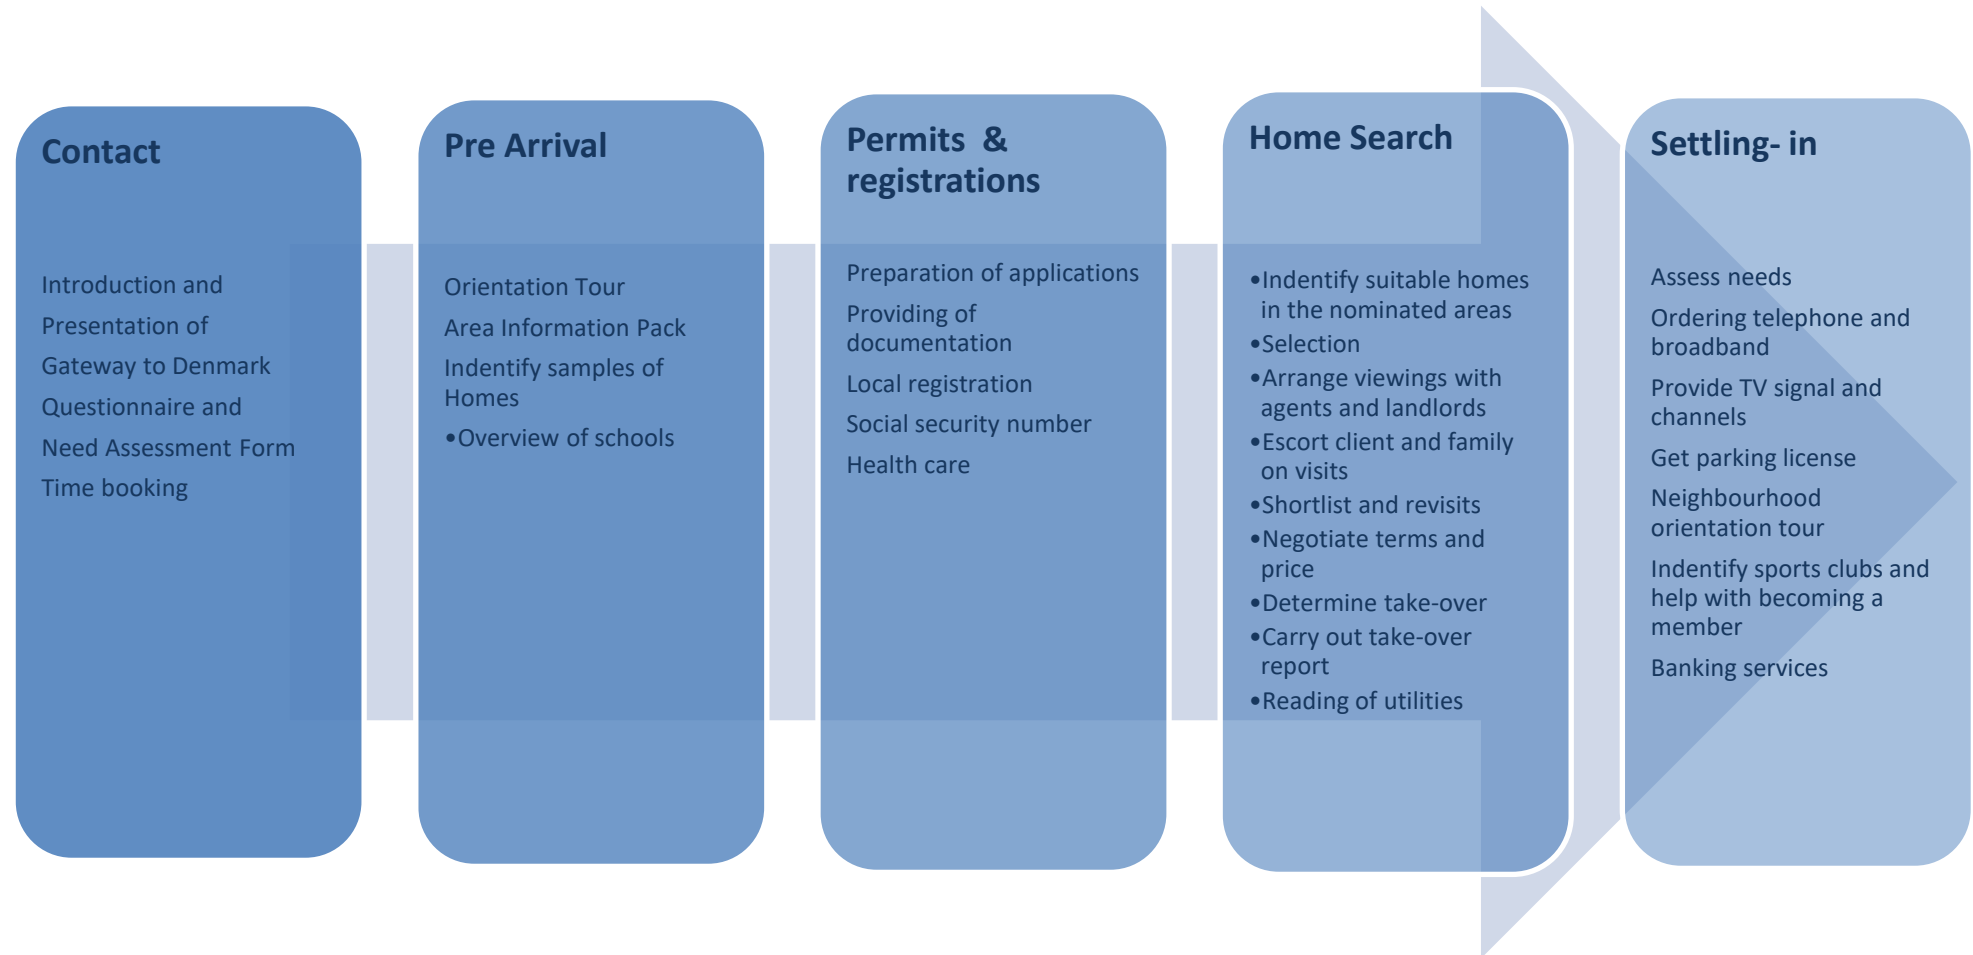 Contact
Introduction and
Presentation of
Gateway to Denmark
Questionnaire and
Need Assessment Form
Time booking
Pre Arrival
Orientation Tour
Area Information Pack
Indentify samples of
Homes
•Overview of schools
Permits & 
registrations
Preparation of applications
Providing of
documentation
Local registration
Social security number
Health care
Home Search
•Indentify suitable homes
in the nominated areas
•Selection
•Arrange viewings with
agents and landlords
•Escort client and family
on visits
•Shortlist and revisits
•Negotiate terms and
price
•Determine take-over
•Carry out take-over
report
•Reading of utilities
Settling- in
Assess needs
Ordering telephone and
broadband
Provide TV signal and
channels
Get parking license
Neighbourhood
orientation tour
Indentify sports clubs and
help with becoming a
member
Banking services